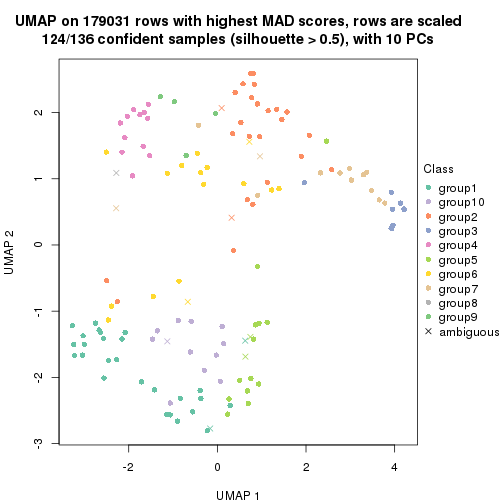 UMAP on 179031 rows with highest MAD scores, rows are scaled
124/136 confident samples (silhouette > 0.5), with 10 PCs
Class
group1
group10
group2
group3
group4
group5
group6
group7
group8
group9
ambiguous
UMAP 2
2
1
0
-1
-2
-3
-2
0
2
4
UMAP 1